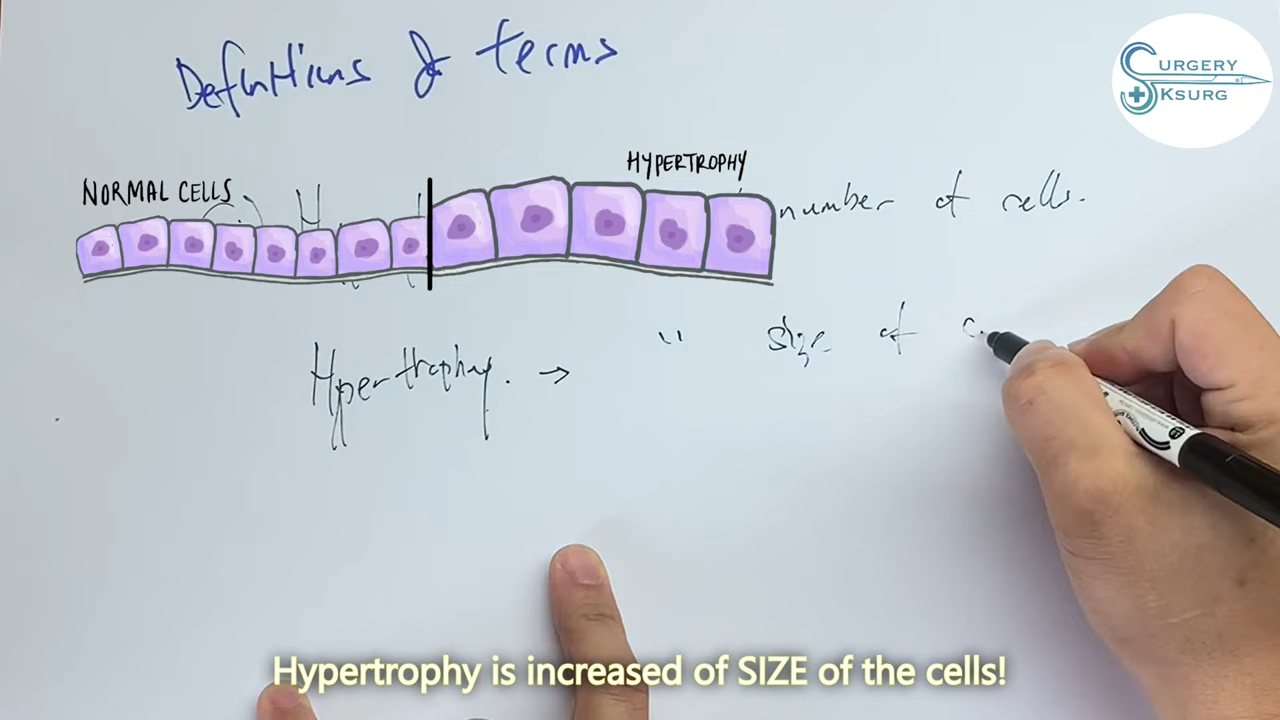 Definitions & terms
SURGERY
KSURG
HYPERTROPHY
NORMAL CELLS
number of cells.
Hypertrophy. → " size of c
Hypertrophy is increased of SIZE of the cells!